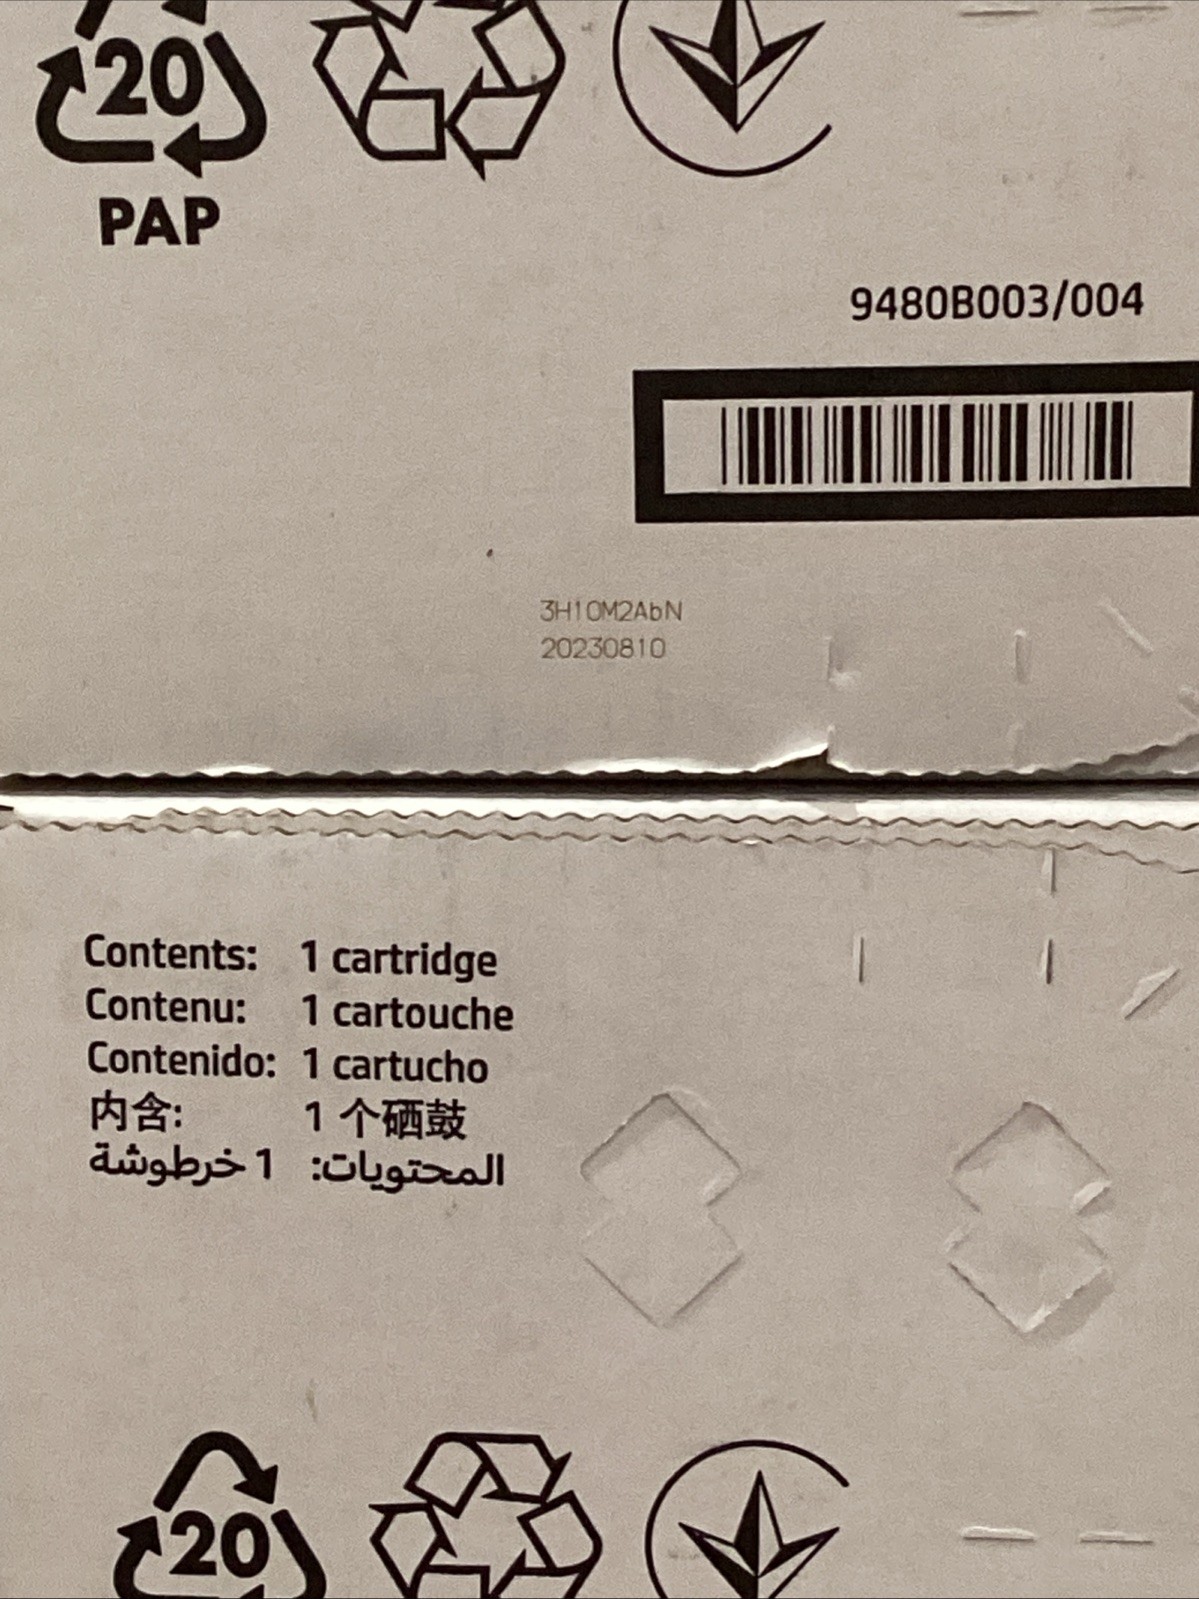 20
PAP
9480B003/004
3H10M2AbN
20230810
Contents: 1 cartridge
Contenu: 1 cartouche
Contenido: 1 cartucho
内含: 1 个硒鼓
المحتويات: 1 خرطوشة
20